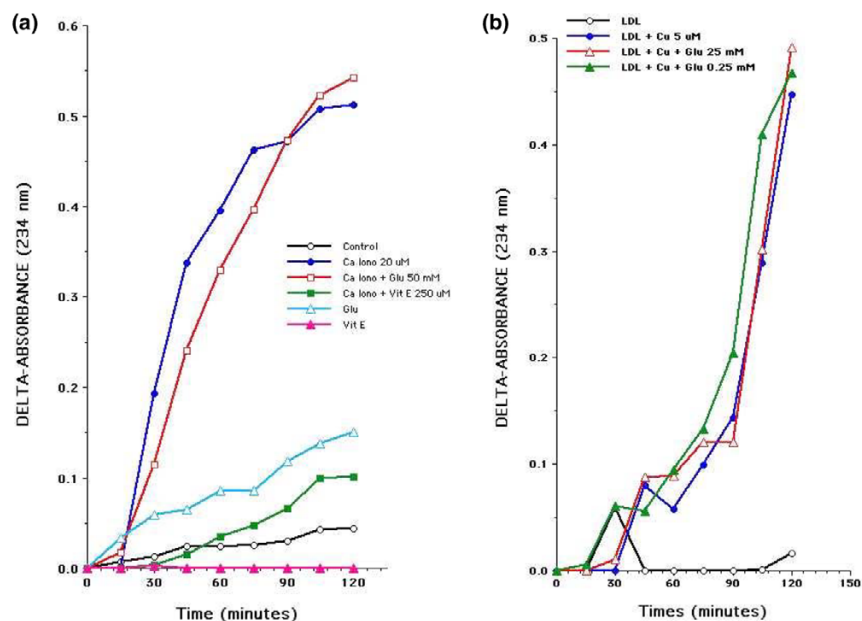 (a)
0.6
0.5
0.4
0.3
0.2
0.1
0.0
DELTA-ABSORBANCE (234 nm)
0
30
60
90
120
Time (minutes)
Control
Ca Iono 20 uM
Ca Iono + Glu 50 mM
Ca Iono + Vit E 250 uM
Glu
Vit E
(b)
LDL
LDL + Cu 5 uM
LDL + Cu + Glu 25 mM
LDL + Cu + Glu 0.25 mM
0.5
0.4
0.3
0.2
0.1
0.0
DELTA-ABSORBANCE (234 nm)
0
30
60
90
120
150
Times (minutes)